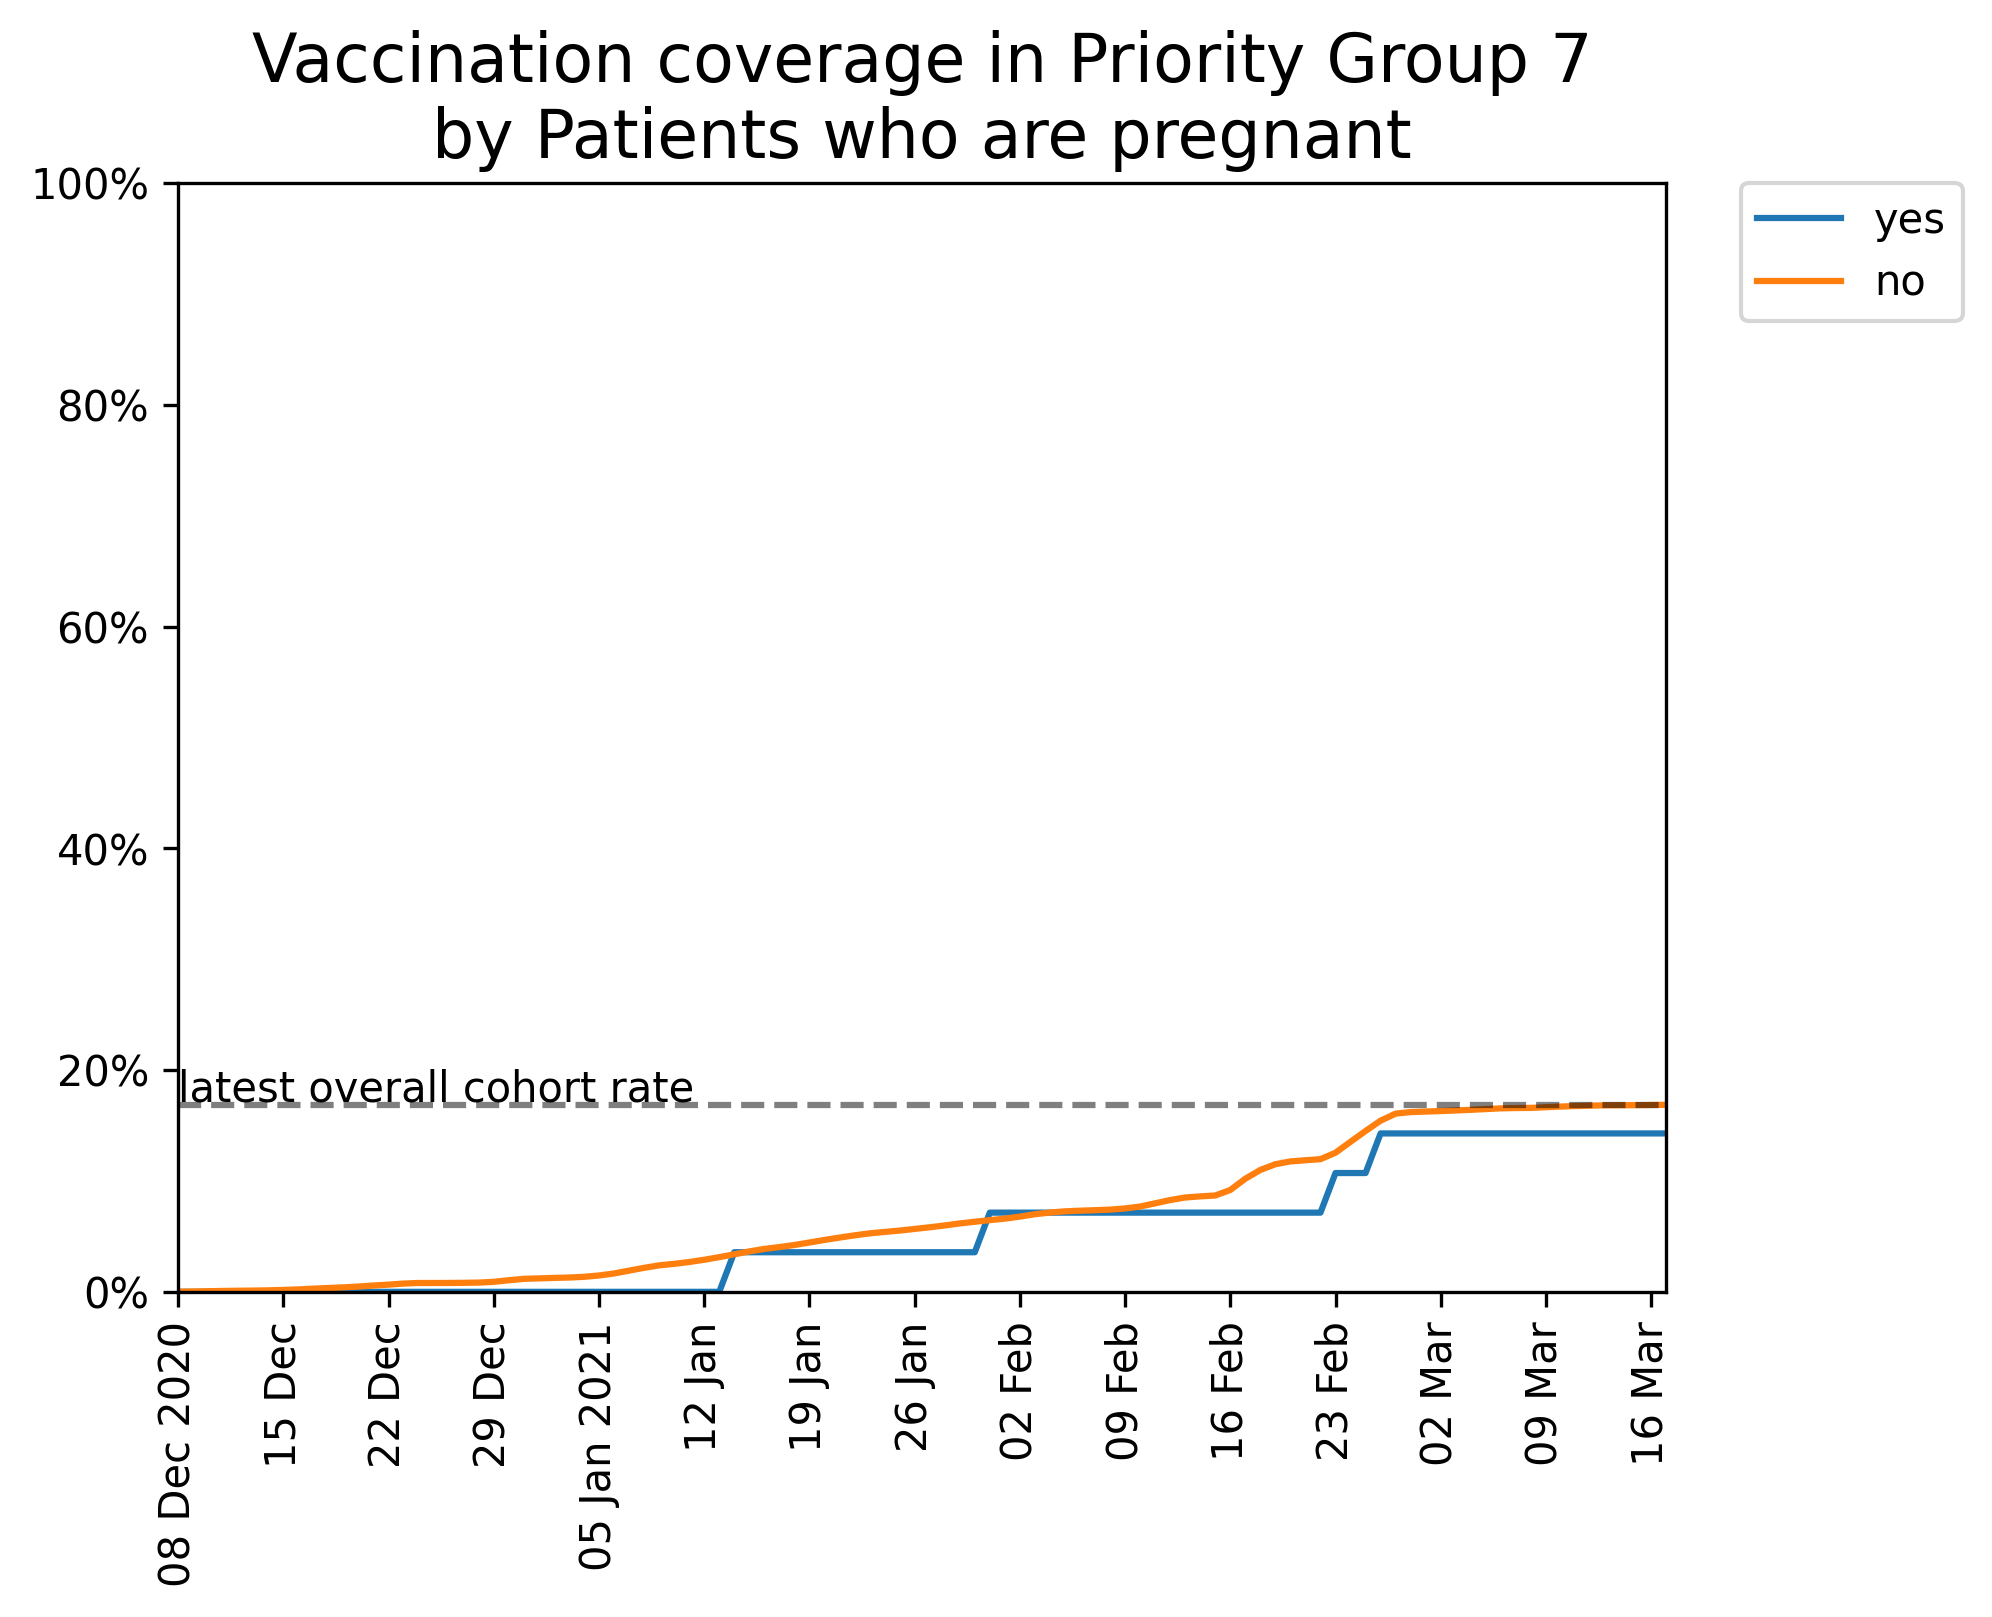 Vaccination coverage in Priority Group 7
by Patients who are pregnant
100%
80%
60%
40%
20%
0%
latest overall cohort rate
yes
no
08 Dec 2020
15 Dec
22 Dec
29 Dec
05 Jan 2021
12 Jan
19 Jan
26 Jan
02 Feb
09 Feb
16 Feb
23 Feb
02 Mar
09 Mar
16 Mar